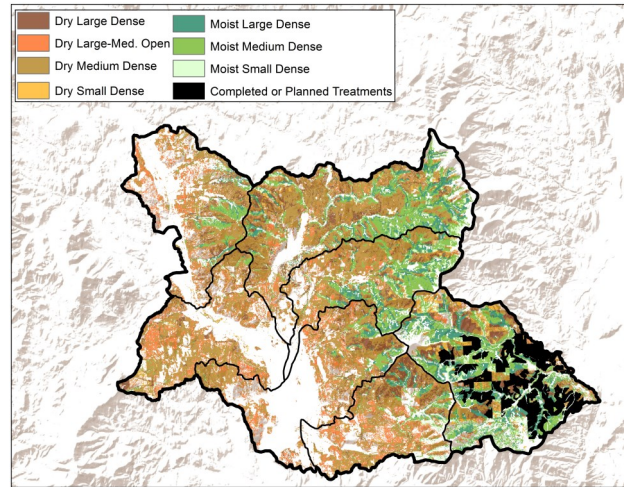 Dry Large Dense
Dry Large-Med. Open
Dry Medium Dense
Dry Small Dense
Moist Large Dense
Moist Medium Dense
Moist Small Dense
Completed or Planned Treatments